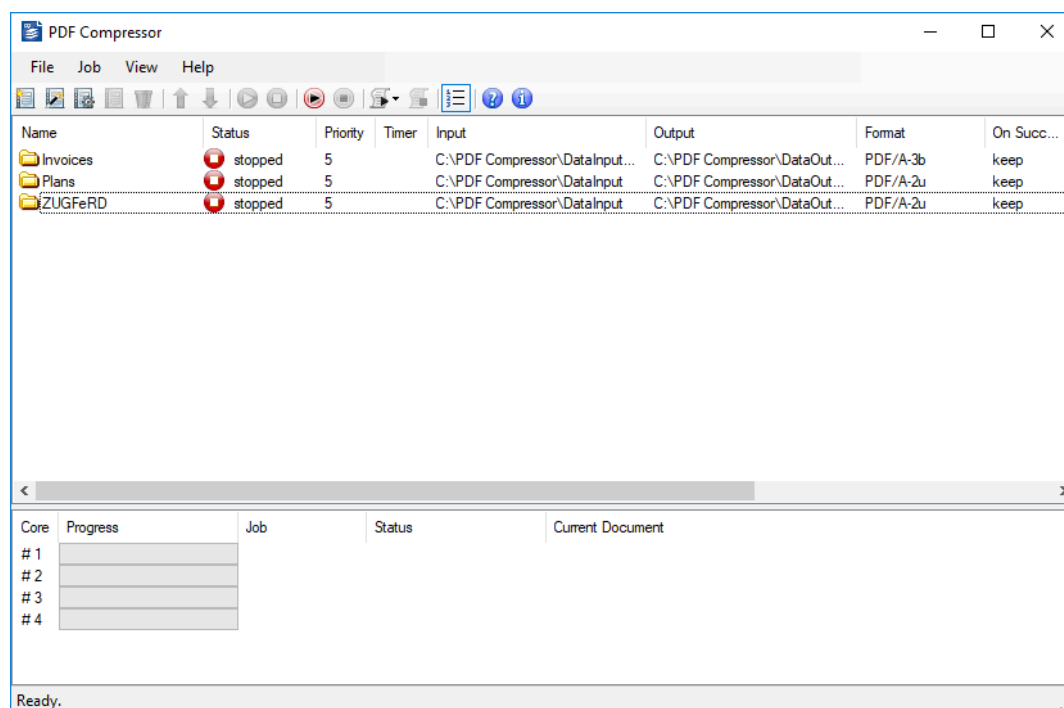 PDF Compressor
File Job View Help
Name Status Priority Timer Input Output Format On Succ...
Invoices stopped 5 C:\PDF Compressor\DataInput... C:\PDF Compressor\DataOut... PDF/A-3b keep
Plans stopped 5 C:\PDF Compressor\DataInput C:\PDF Compressor\DataOut... PDF/A-2u keep
ZUGFeRD stopped 5 C:\PDF Compressor\DataInput C:\PDF Compressor\DataOut... PDF/A-2u keep
Core Progress Job Status Current Document
# 1
# 2
# 3
# 4
Ready.